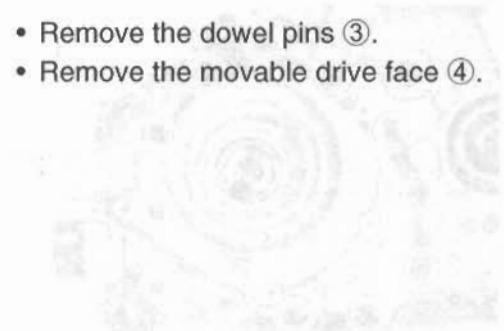 • Remove the dowel pins ③.
• Remove the movable drive face ④.